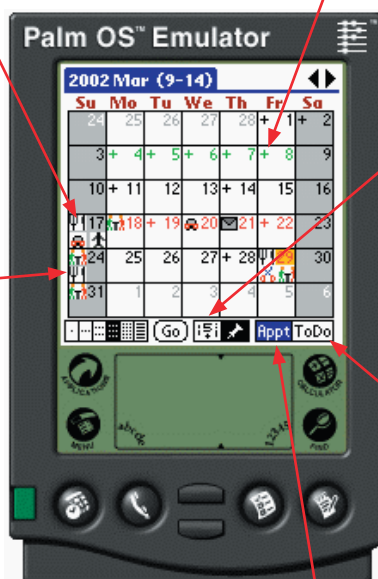 Palm OS™ Emulator
2002 Mar (9-14)
Su Mo Tu We Th Fr Sa
24 25 26 27 28 + 1 + 2
3 + 4 + 5 + 6 + 7 + 8 9
10 + 11 12 13 + 14 15 16
17 18 + 19 20 21 + 22 23
24 25 26 27 + 28 29 30
31 1 2 3 4 5 6
Go Appt ToDo
APPLICATIONS CALCULATOR
MENU abcde 12345 FIND